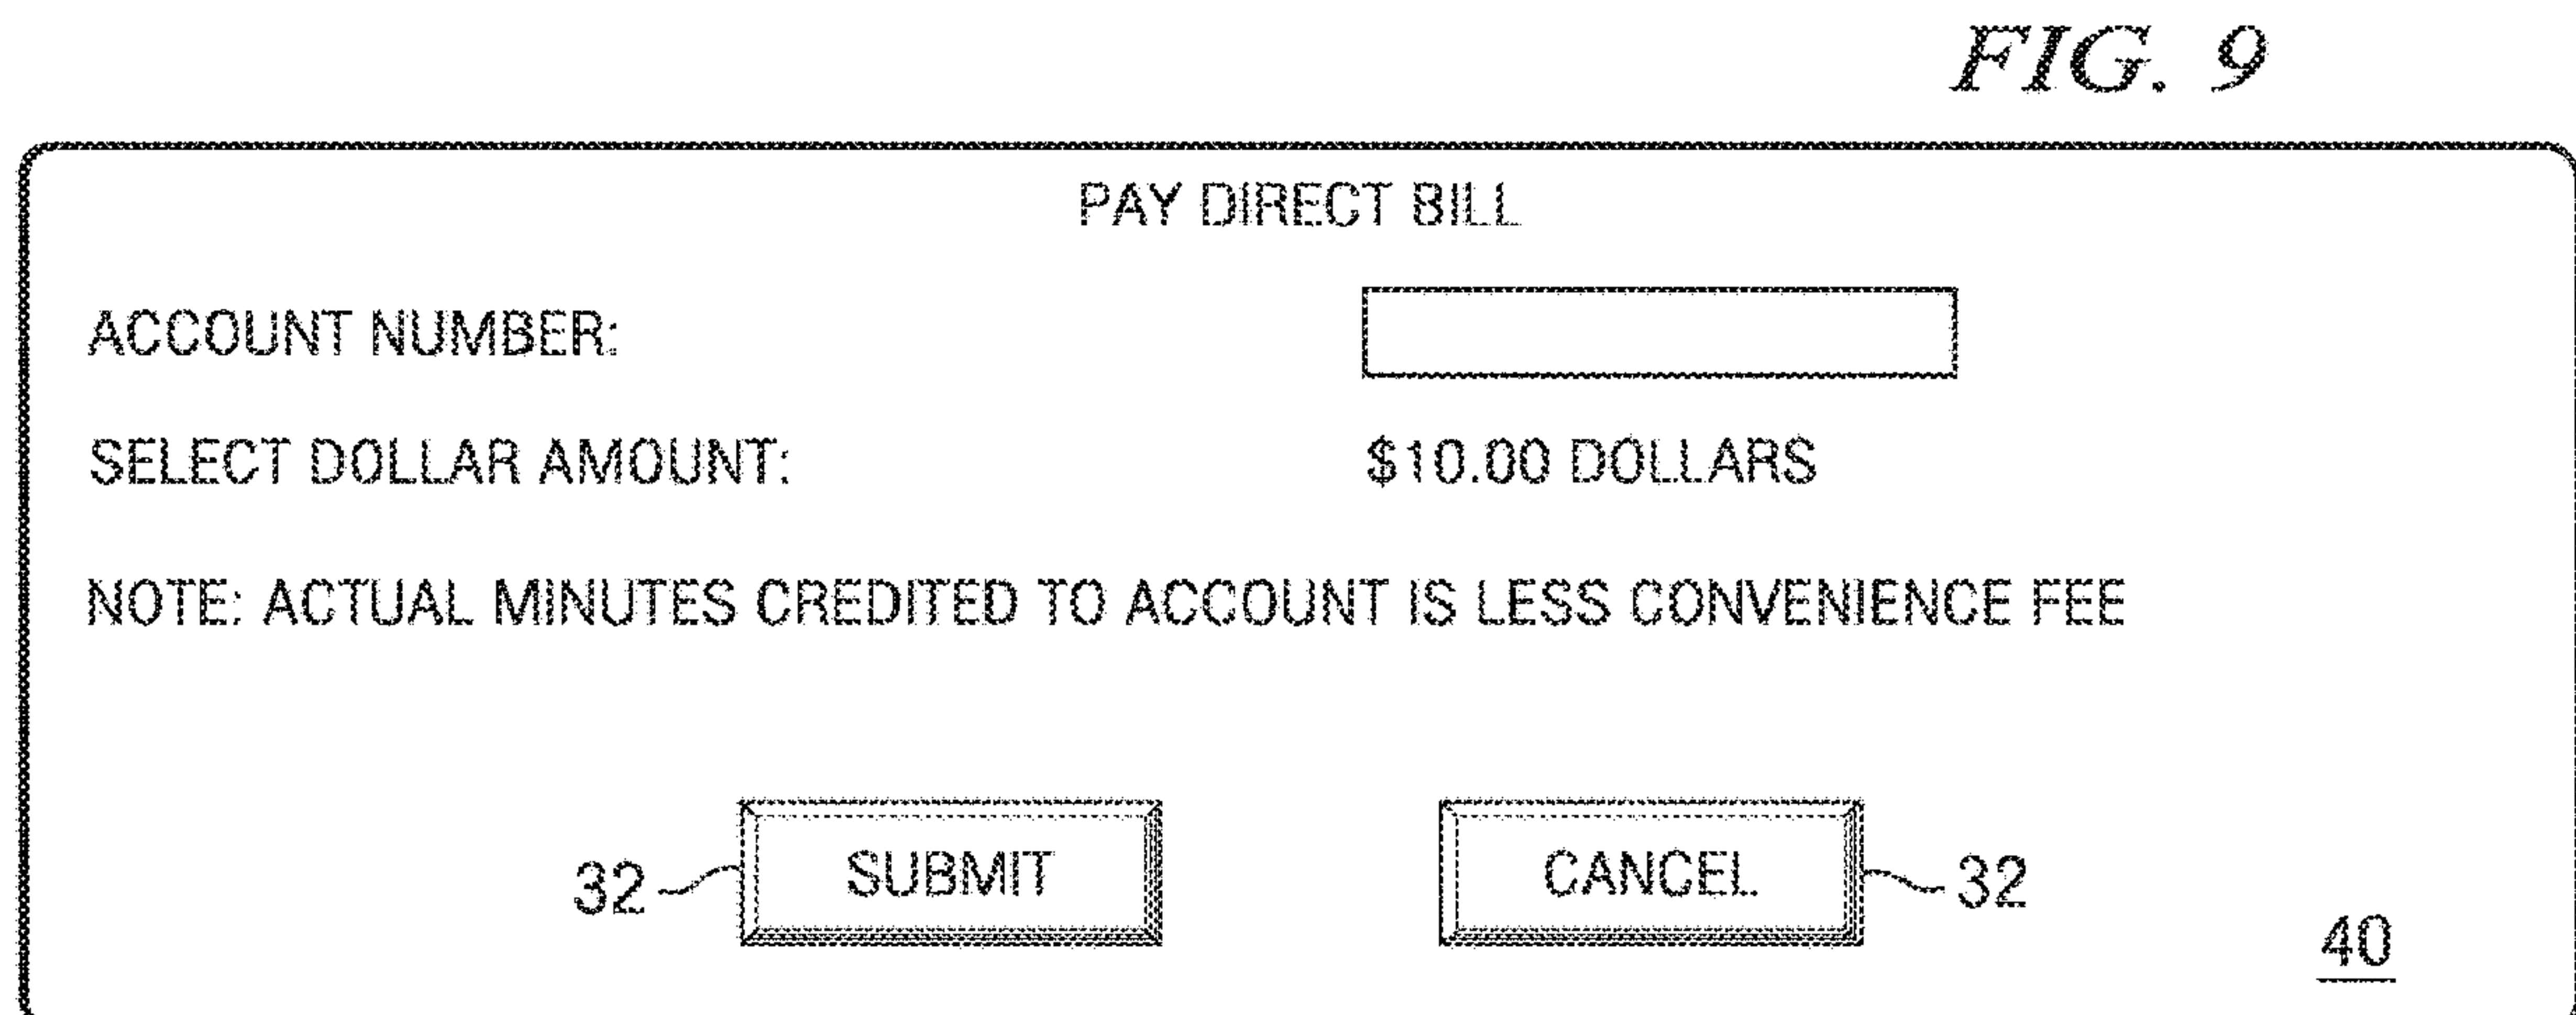 FIG. 9
PAY DIRECT BILL
ACCOUNT NUMBER:
SELECT DOLLAR AMOUNT: $10.00 DOLLARS
NOTE: ACTUAL MINUTES CREDITED TO ACCOUNT IS LESS CONVENIENCE FEE
32 SUBMIT CANCEL 32
40